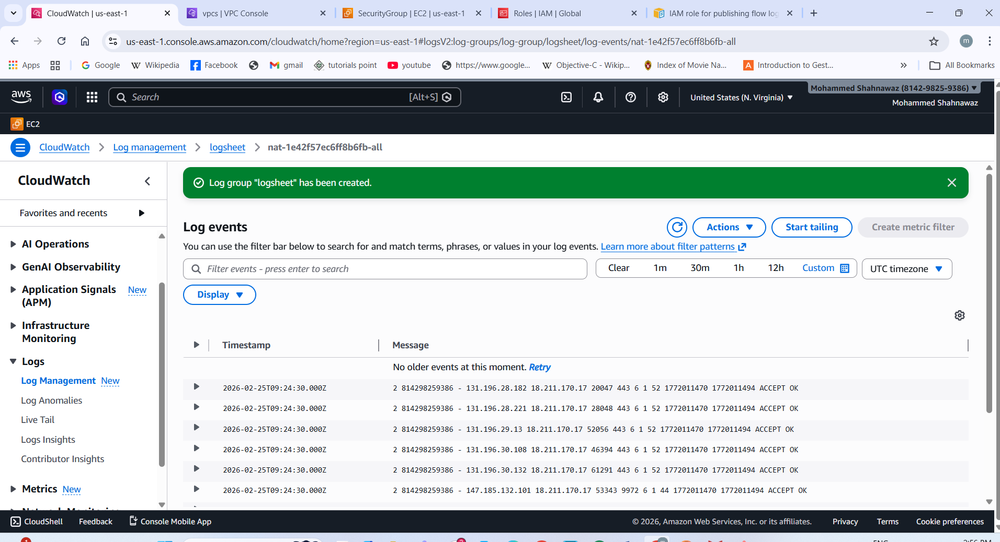 CloudWatch | us-east-1
vpcs | VPC Console
SecurityGroup | EC2 | us-east-1
Roles | IAM | Global
IAM role for publishing flow log
us-east-1.console.aws.amazon.com/cloudwatch/home?region=us-east-1#logsV2:log-groups/log-group/logsheet/log-events/nat-1e42f57ec6ff8b6fb-all
m
Apps
Google
Wikipedia
Facebook
gmail
tutorials point
youtube
https://www.google...
Objective-C - Wikip...
Index of Movie Na...
Introduction to Gest...
All Bookmarks
aws
Search
[Alt+S]
United States (N. Virginia)
Mohammed Shahnawaz (8142-9825-9386)
Mohammed Shahnawaz
EC2
CloudWatch
Log management
logsheet
nat-1e42f57ec6ff8b6fb-all
CloudWatch
Favorites and recents
AI Operations
GenAI Observability
Application Signals (APM) New
Infrastructure Monitoring
Logs
Log Management New
Log Anomalies
Live Tail
Logs Insights
Contributor Insights
Metrics New
Log group "logsheet" has been created.
Log events
Actions
Start tailing
Create metric filter
You can use the filter bar below to search for and match terms, phrases, or values in your log events. Learn more about filter patterns
Filter events - press enter to search
Clear 1m 30m 1h 12h Custom
UTC timezone
Display
Timestamp Message
No older events at this moment. Retry
2026-02-25T09:24:30.000Z 2 814298259386 - 131.196.28.182 18.211.170.17 20047 443 6 1 52 1772011470 1772011494 ACCEPT OK
2026-02-25T09:24:30.000Z 2 814298259386 - 131.196.28.221 18.211.170.17 28048 443 6 1 52 1772011470 1772011494 ACCEPT OK
2026-02-25T09:24:30.000Z 2 814298259386 - 131.196.29.13 18.211.170.17 52056 443 6 1 52 1772011470 1772011494 ACCEPT OK
2026-02-25T09:24:30.000Z 2 814298259386 - 131.196.30.108 18.211.170.17 46394 443 6 1 52 1772011470 1772011494 ACCEPT OK
2026-02-25T09:24:30.000Z 2 814298259386 - 131.196.30.132 18.211.170.17 61291 443 6 1 52 1772011470 1772011494 ACCEPT OK
2026-02-25T09:24:30.000Z 2 814298259386 - 147.185.132.101 18.211.170.17 53343 9972 6 1 44 1772011470 1772011494 ACCEPT OK
CloudShell
Feedback
Console Mobile App
© 2026, Amazon Web Services, Inc. or its affiliates.
Privacy
Terms
Cookie preferences